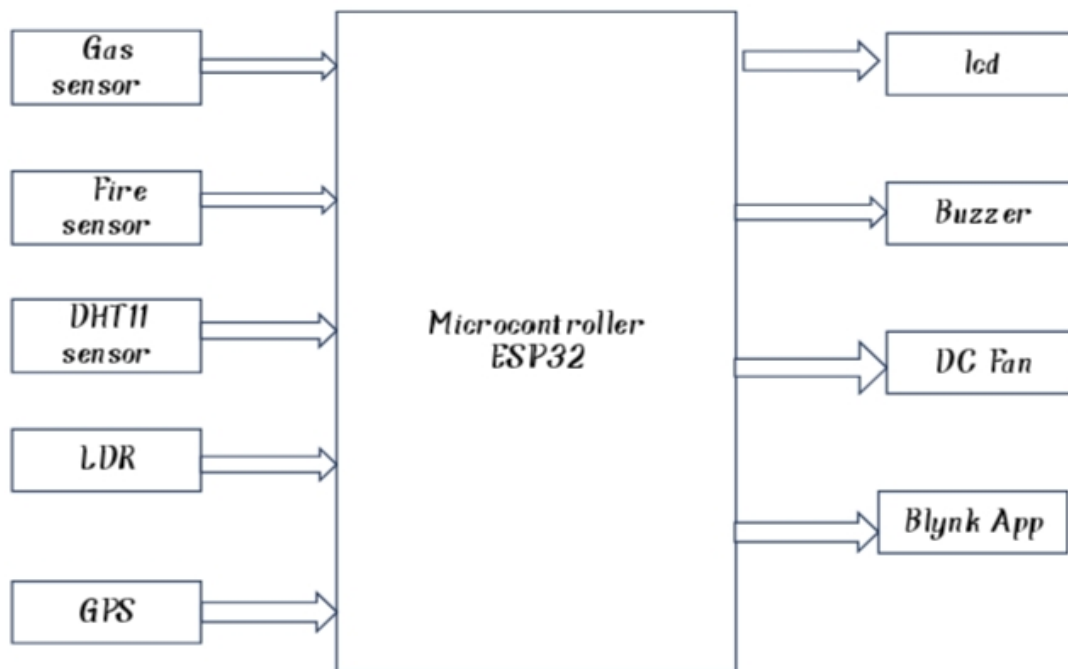 Gas
sensor
Fire
sensor
DHT11
sensor
LDR
GPS
Microcontroller
ESP32
lcd
Buzzer
DC Fan
Blynk App